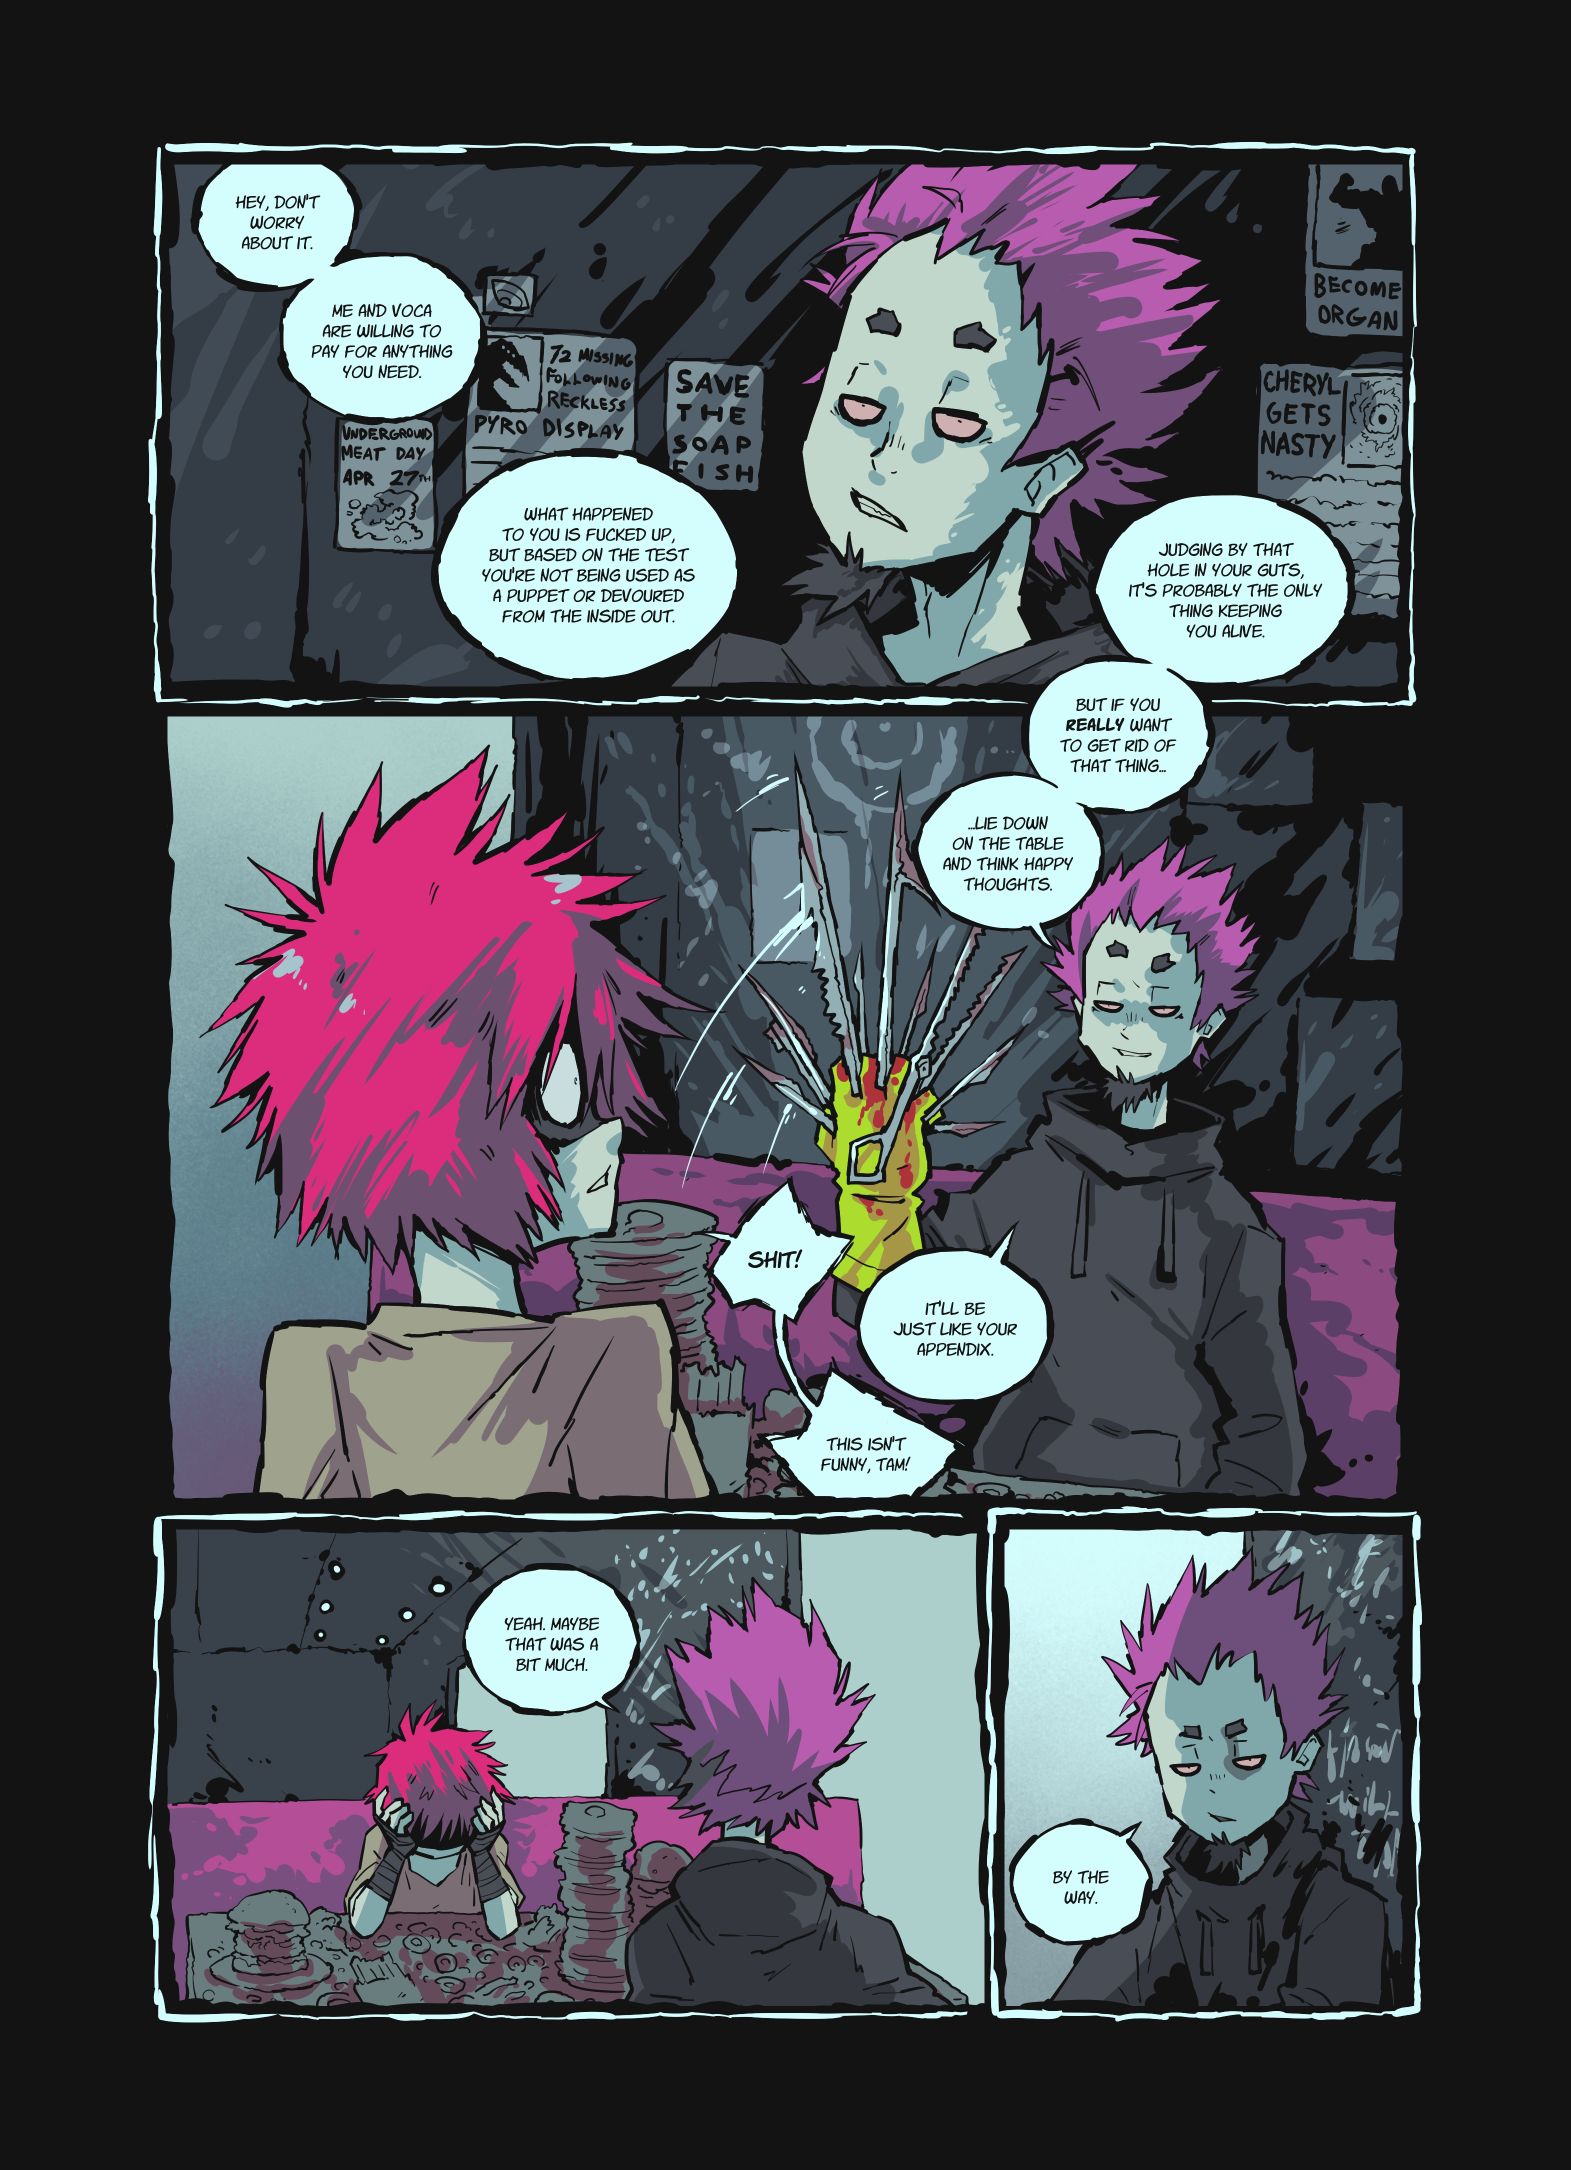 HEY, DON'T
WORRY
ABOUT IT.
ME AND VOCA
ARE WILLING TO
PAY FOR ANYTHING
YOU NEED.
UNDERGROUND
MEAT DAY
APR 27TH
72 MISSING
FOLLOWING
RECKLESS
PYRO DISPLAY
SAVE
THE
SOAP
FISH
BECOME
ORGAN
CHERYL
GETS
NASTY
WHAT HAPPENED
TO YOU IS FUCKED UP,
BUT BASED ON THE TEST
YOU'RE NOT BEING USED AS
A PUPPET OR DEVOURED
FROM THE INSIDE OUT.
JUDGING BY THAT
HOLE IN YOUR GUTS,
IT'S PROBABLY THE ONLY
THING KEEPING
YOU ALIVE.
BUT IF YOU
REALLY WANT
TO GET RID OF
THAT THING...
...LIE DOWN
ON THE TABLE
AND THINK HAPPY
THOUGHTS.
SHIT!
IT'LL BE
JUST LIKE YOUR
APPENDIX.
THIS ISN'T
FUNNY, TAM!
YEAH. MAYBE
THAT WAS A
BIT MUCH.
BY THE
WAY.